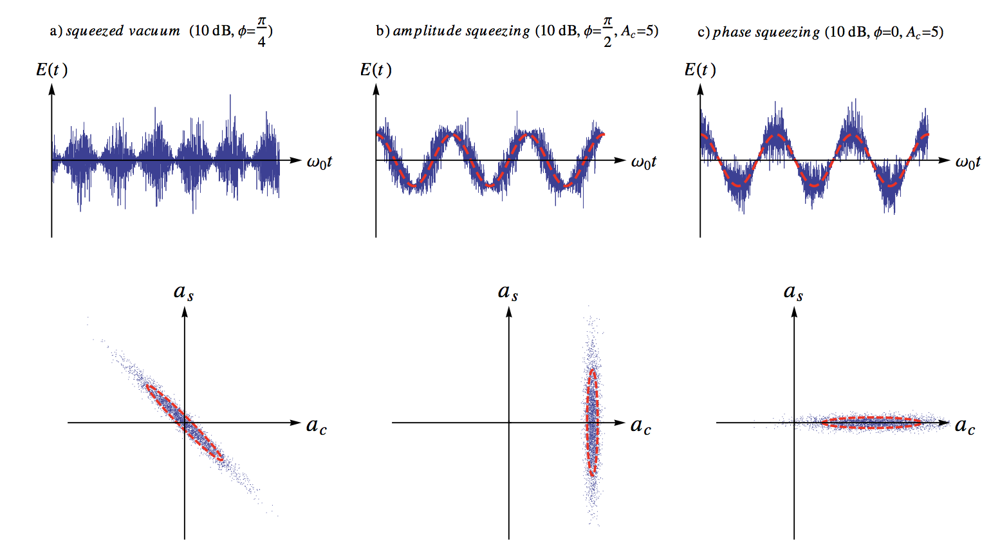 a) squeezed vacuum (10 dB, ϕ=π/4)
b) amplitude squeezing (10 dB, ϕ=π/2, A_c=5)
c) phase squeezing (10 dB, ϕ=0, A_c=5)
E(t)
E(t)
E(t)
ω₀t
ω₀t
ω₀t
a_s
a_s
a_s
a_c
a_c
a_c